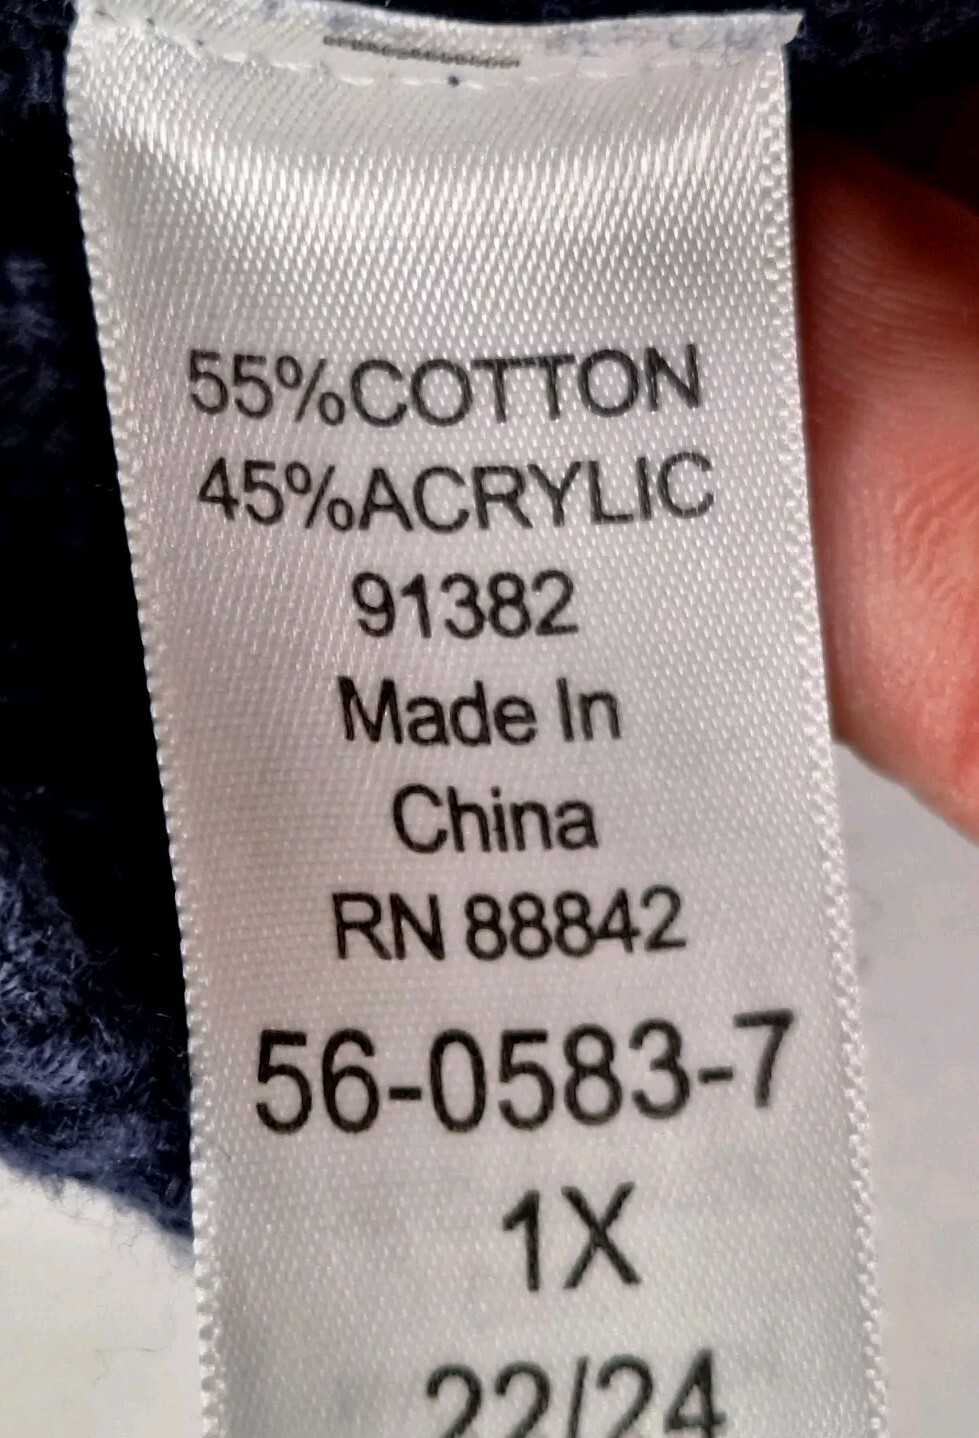 55%COTTON
45%ACRYLIC
91382
Made In
China
RN 88842
56-0583-7
1X
22/24